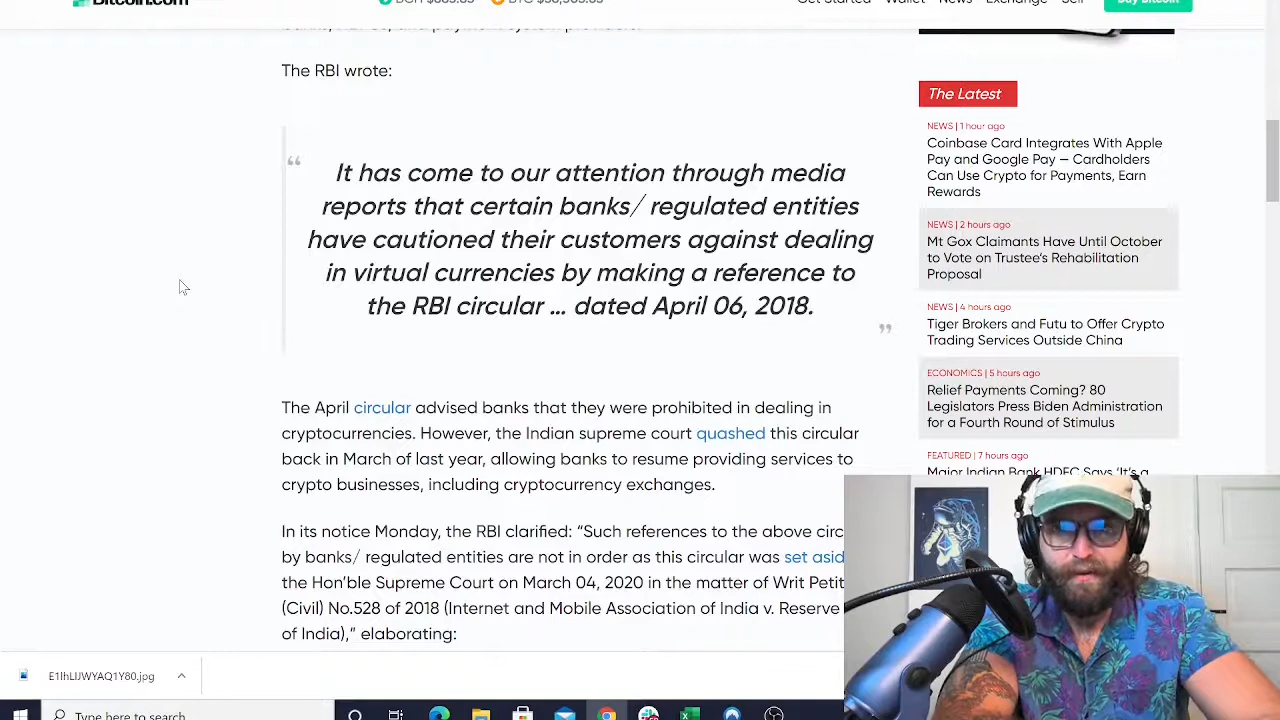 Bitcoin.com
Get started
Wallet
News
Exchange
Sell
Buy Bitcoin
The RBI wrote:
“
It has come to our attention through media
reports that certain banks/ regulated entities
have cautioned their customers against dealing
in virtual currencies by making a reference to
the RBI circular ... dated April 06, 2018.
”
The April circular advised banks that they were prohibited in dealing in
cryptocurrencies. However, the Indian supreme court quashed this circular
back in March of last year, allowing banks to resume providing services to
crypto businesses, including cryptocurrency exchanges.
In its notice Monday, the RBI clarified: “Such references to the above circ
by banks/ regulated entities are not in order as this circular was set asid
the Hon’ble Supreme Court on March 04, 2020 in the matter of Writ Petit
(Civil) No.528 of 2018 (Internet and Mobile Association of India v. Reserve
of India),” elaborating:
The Latest
NEWS | 1 hour ago
Coinbase Card Integrates With Apple
Pay and Google Pay — Cardholders
Can Use Crypto for Payments, Earn
Rewards
NEWS | 2 hours ago
Mt Gox Claimants Have Until October
to Vote on Trustee’s Rehabilitation
Proposal
NEWS | 4 hours ago
Tiger Brokers and Futu to Offer Crypto
Trading Services Outside China
ECONOMICS | 5 hours ago
Relief Payments Coming? 80
Legislators Press Biden Administration
for a Fourth Round of Stimulus
FEATURED | 7 hours ago
Major Indian Bank HDFC Says ‘It’s a
E1IhLIJWYAQ1Y80.jpg
Type here to search